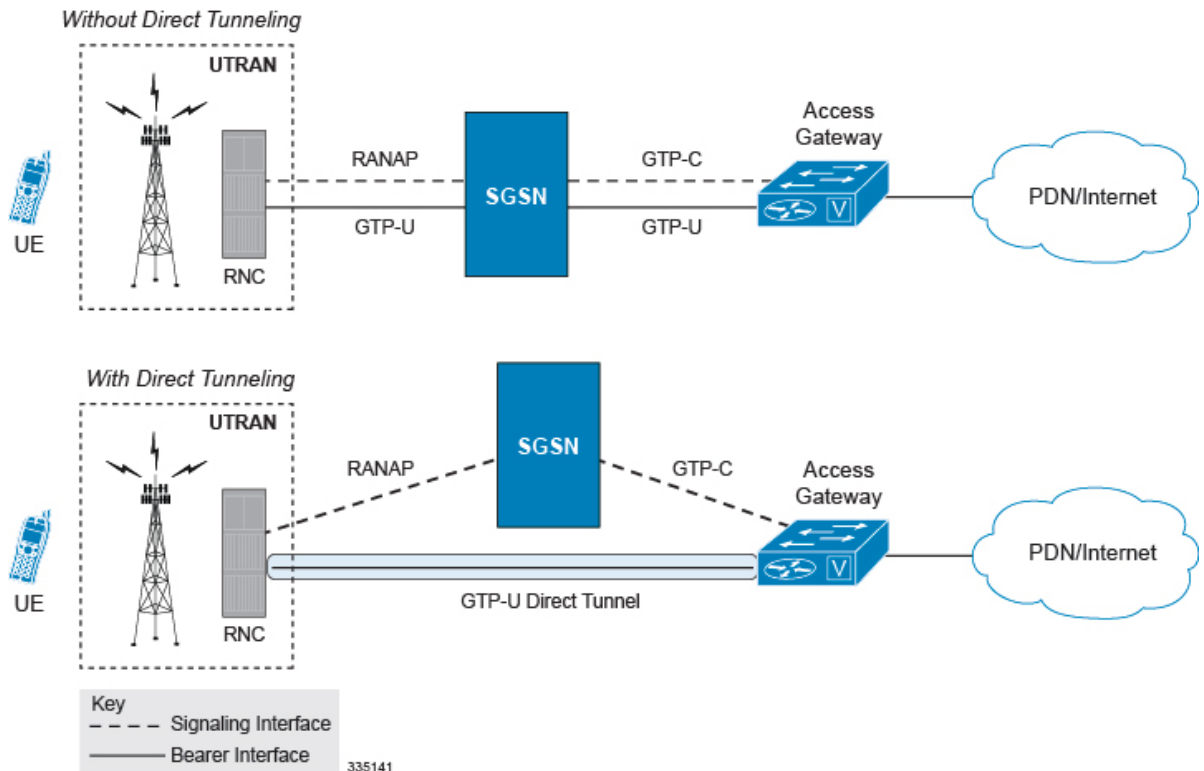 Without Direct Tunneling
UTRAN
UE
RNC
RANAP
GTP-U
SGSN
GTP-C
GTP-U
Access
Gateway
V
PDN/Internet
With Direct Tunneling
UTRAN
UE
RNC
RANAP
SGSN
GTP-C
GTP-U Direct Tunnel
Access
Gateway
V
PDN/Internet
Key
Signaling Interface
Bearer Interface
335141